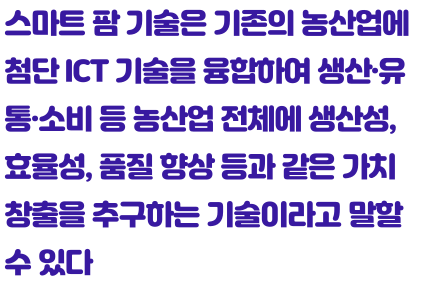 스마트 팜 기술은 기존의 농산업에
첨단 ICT 기술을 융합하여 생산·유
통·소비 등 농산업 전체에 생산성,
효율성, 품질 향상 등과 같은 가치
창출을 추구하는 기술이라고 말할
수 있다